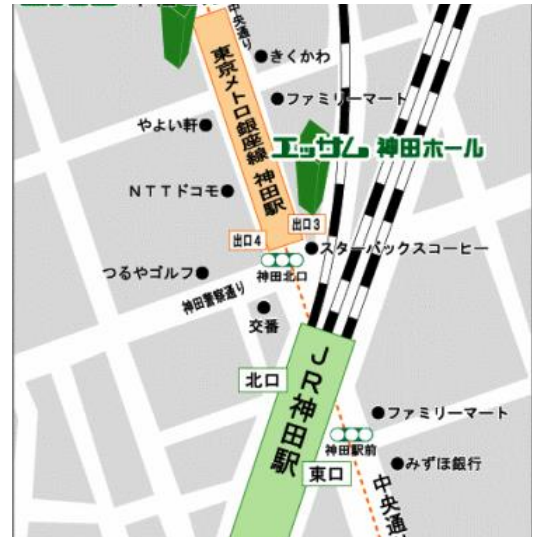 中央通り
きくかわ
東京メトロ銀座線 神田駅
ファミリーマート
やよい軒
エッサム 神田ホール
NTTドコモ
出口3
出口4
スターバックスコーヒー
神田北口
つるやゴルフ
神田警察通り
交番
JR神田駅
北口
ファミリーマート
神田駅前
みずほ銀行
東口
中央通り